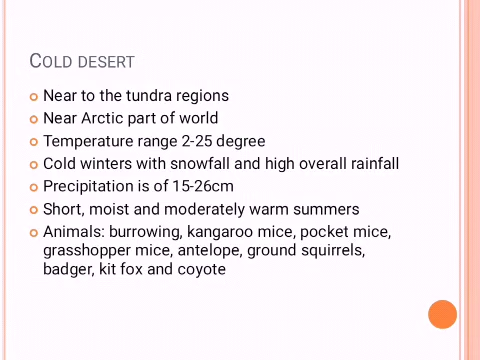 COLD DESERT
Near to the tundra regions
Near Arctic part of world
Temperature range 2-25 degree
Cold winters with snowfall and high overall rainfall
Precipitation is of 15-26cm
Short, moist and moderately warm summers
Animals: burrowing, kangaroo mice, pocket mice,
grasshopper mice, antelope, ground squirrels,
badger, kit fox and coyote